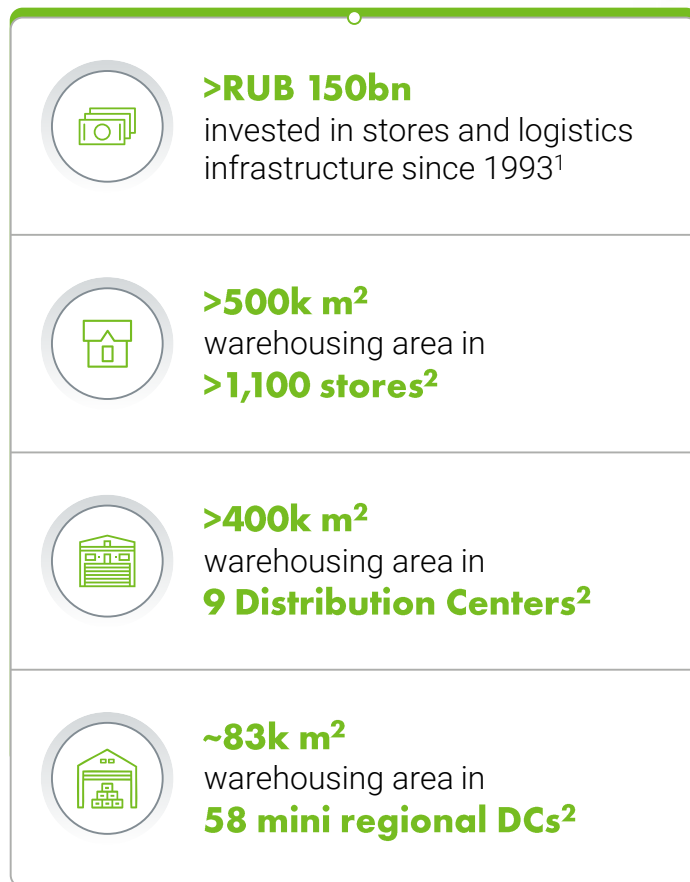 >RUB 150bn
invested in stores and logistics
infrastructure since 1993¹
>500k m²
warehousing area in
>1,100 stores²
>400k m²
warehousing area in
9 Distribution Centers²
~83k m²
warehousing area in
58 mini regional DCs²